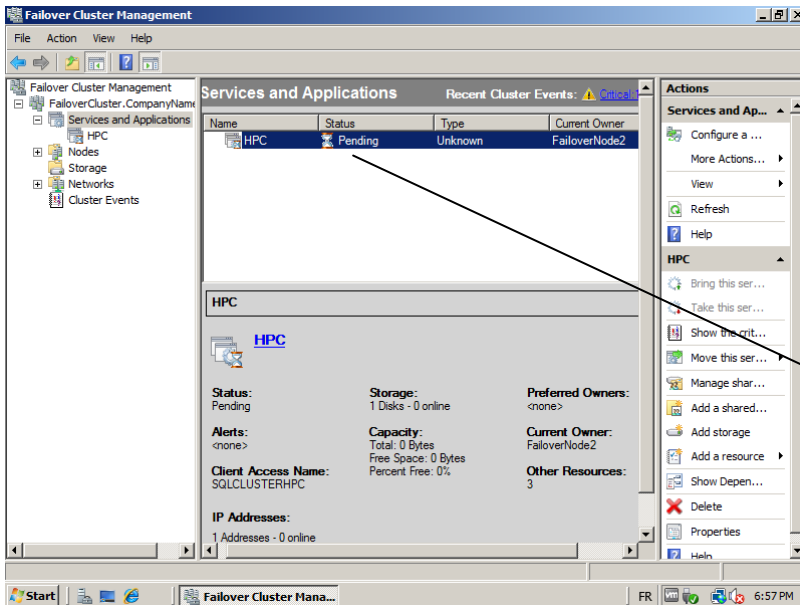 Failover Cluster Management
File Action View Help
Failover Cluster Management
FailoverCluster.CompanyName
Services and Applications
HPC
Nodes
Storage
Networks
Cluster Events
Services and Applications
Recent Cluster Events: Critical:
Name Status Type Current Owner
HPC Pending Unknown FailoverNode2
HPC
HPC
Status:
Pending
Storage:
1 Disks - 0 online
Preferred Owners:
<none>
Alerts:
<none>
Capacity:
Total: 0 Bytes
Free Space: 0 Bytes
Percent Free: 0%
Current Owner:
FailoverNode2
Client Access Name:
SQLCLUSTERHPC
Other Resources:
3
IP Addresses:
1 Addresses - 0 online
Actions
Services and Ap...
Configure a ...
More Actions...
View
Refresh
Help
HPC
Bring this ser...
Take this ser...
Show the crit...
Move this ser...
Manage shar...
Add a shared...
Add storage
Add a resource
Show Depen...
Delete
Properties
Help
Start
Failover Cluster Mana...
FR
6:57 PM